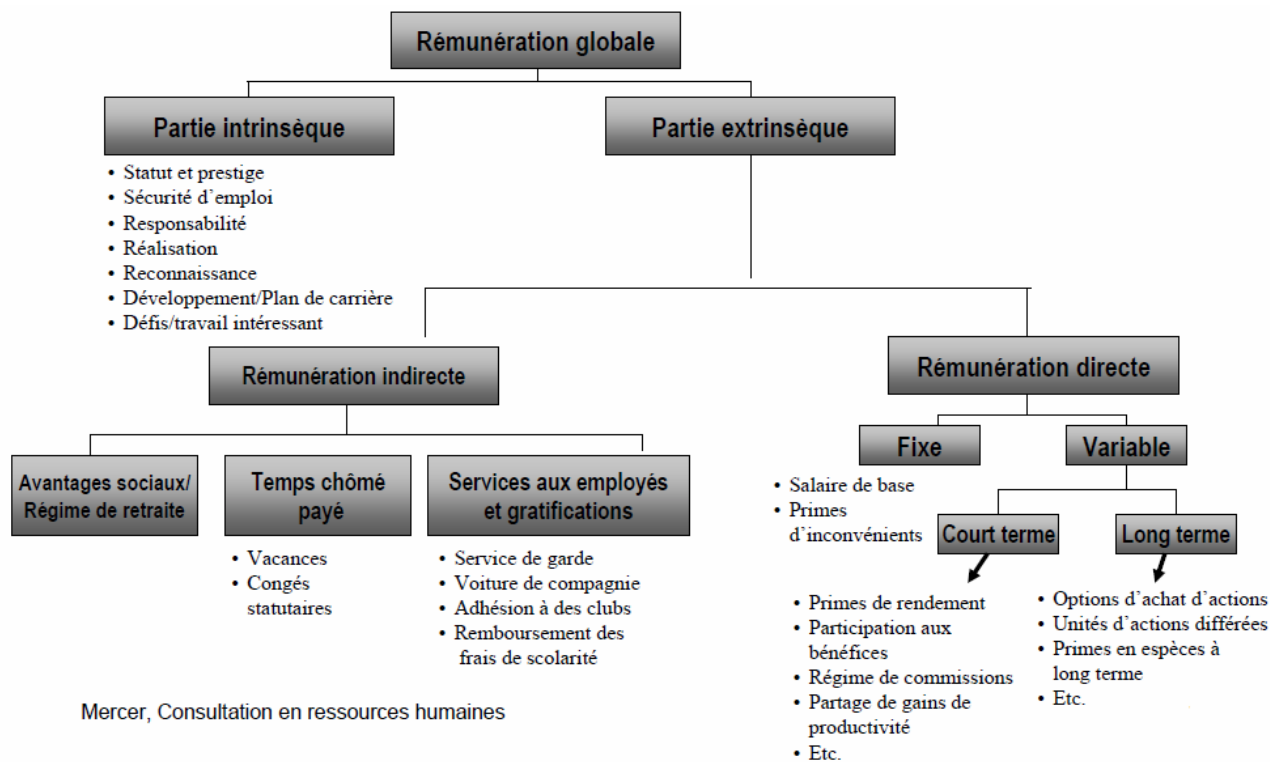 Rémunération globale
Partie intrinsèque
Partie extrinsèque
• Statut et prestige
• Sécurité d’emploi
• Responsabilité
• Réalisation
• Reconnaissance
• Développement/Plan de carrière
• Défis/travail intéressant
Rémunération indirecte
Rémunération directe
Avantages sociaux/
Régime de retraite
Temps chômé
payé
• Vacances
• Congés
statutaires
Services aux employés
et gratifications
• Service de garde
• Voiture de compagnie
• Adhésion à des clubs
• Remboursement des
frais de scolarité
Fixe
• Salaire de base
• Primes
d’inconvénients
Variable
Court terme
• Primes de rendement
• Participation aux
bénéfices
• Régime de commissions
• Partage de gains de
productivité
• Etc.
Long terme
• Options d’achat d’actions
• Unités d’actions différées
• Primes en espèces à
long terme
• Etc.
Mercer, Consultation en ressources humaines